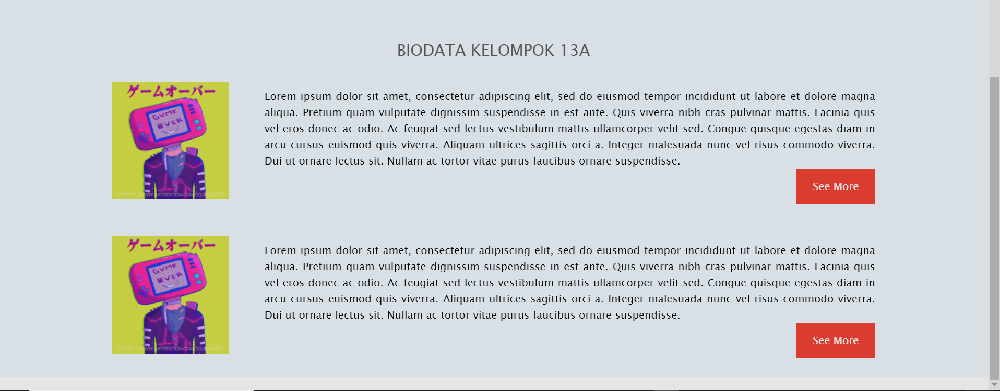 BIODATA KELOMPOK 13A
ゲームオーバー
GAME
OVER
HTTPS://WWW.ARTSTATION.COM/KUNIKO251
Lorem ipsum dolor sit amet, consectetur adipiscing elit, sed do eiusmod tempor incididunt ut labore et dolore magna
aliqua. Pretium quam vulputate dignissim suspendisse in est ante. Quis viverra nibh cras pulvinar mattis. Lacinia quis
vel eros donec ac odio. Ac feugiat sed lectus vestibulum mattis ullamcorper velit sed. Congue quisque egestas diam in
arcu cursus euismod quis viverra. Aliquam ultrices sagittis orci a. Integer malesuada nunc vel risus commodo viverra.
Dui ut ornare lectus sit. Nullam ac tortor vitae purus faucibus ornare suspendisse.
See More
ゲームオーバー
GAME
OVER
HTTPS://WWW.ARTSTATION.COM/KUNIKO251
Lorem ipsum dolor sit amet, consectetur adipiscing elit, sed do eiusmod tempor incididunt ut labore et dolore magna
aliqua. Pretium quam vulputate dignissim suspendisse in est ante. Quis viverra nibh cras pulvinar mattis. Lacinia quis
vel eros donec ac odio. Ac feugiat sed lectus vestibulum mattis ullamcorper velit sed. Congue quisque egestas diam in
arcu cursus euismod quis viverra. Aliquam ultrices sagittis orci a. Integer malesuada nunc vel risus commodo viverra.
Dui ut ornare lectus sit. Nullam ac tortor vitae purus faucibus ornare suspendisse.
See More